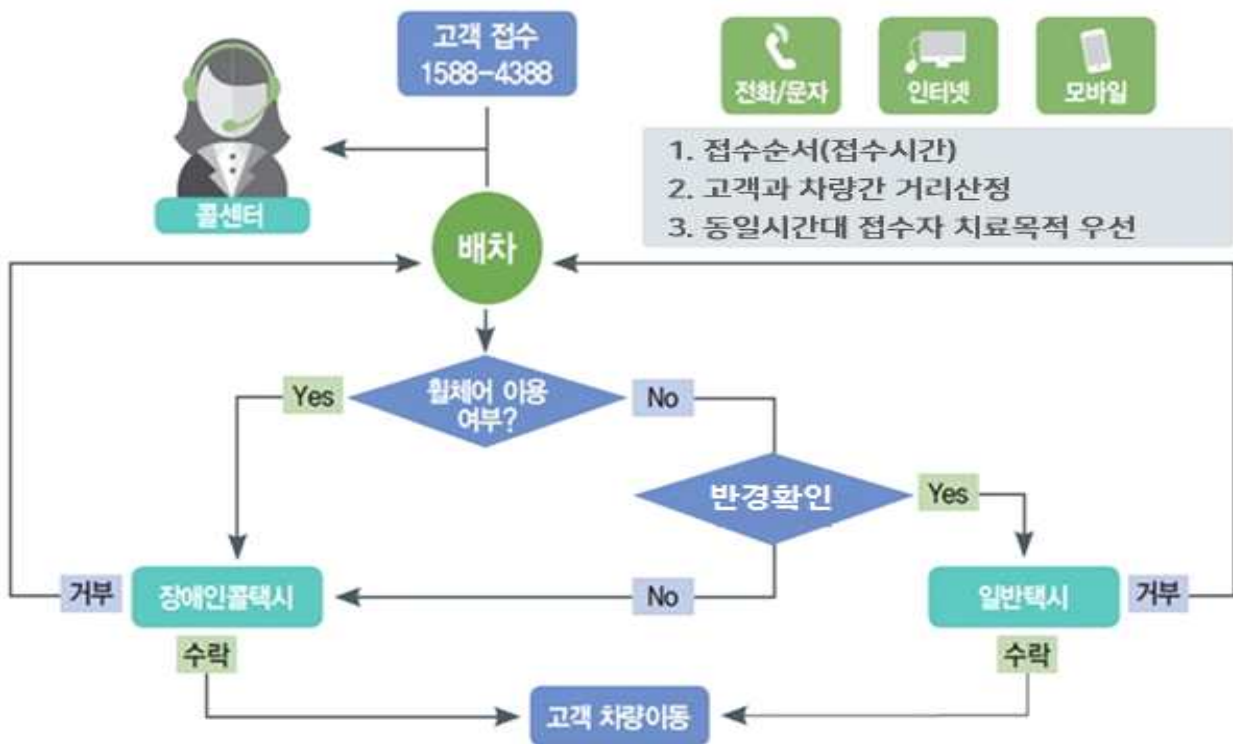 고객 접수
1588-4388
전화/문자
인터넷
모바일
1. 접수순서(접수시간)
2. 고객과 차량간 거리산정
3. 동일시간대 접수자 치료목적 우선
콜센터
배차
Yes
휠체어 이용
여부?
No
반경확인
Yes
거부
장애인콜택시
No
일반택시
거부
수락
수락
고객 차량이동